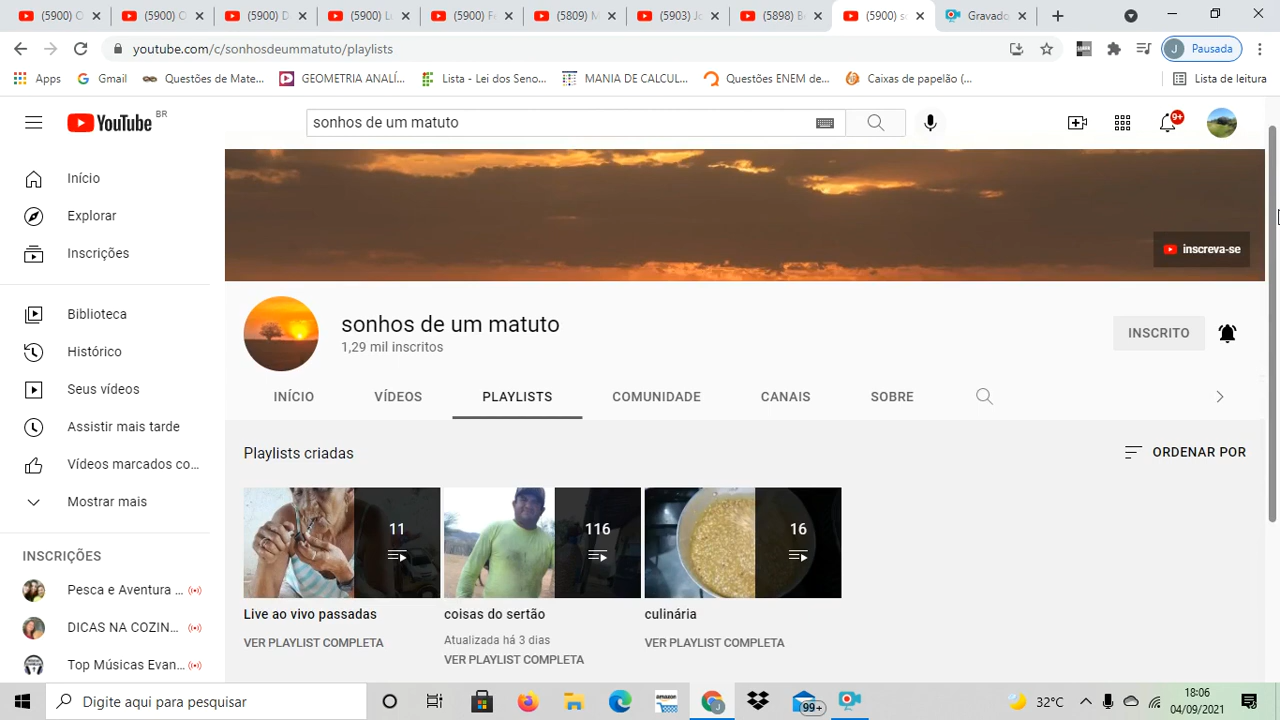 (5900) C
(5900) C
(5900) D
(5900) L
(5900) F
(5809) M
(5903) Jo
(5898) B
(5900) s
Gravado
youtube.com/c/sonhosdeummatuto/playlists
J Pausada
Apps
Gmail
Questões de Mate...
GEOMETRIA ANALÍ...
Lista - Lei dos Seno...
MANIA DE CALCUL...
Questões ENEM de...
Caixas de papelão (...
Lista de leitura
YouTube BR
sonhos de um matuto
9+
Início
Explorar
Inscrições
Biblioteca
Histórico
Seus vídeos
Assistir mais tarde
Vídeos marcados co...
Mostrar mais
INSCRIÇÕES
Pesca e Aventura ...
DICAS NA COZIN...
Top Músicas Evan...
inscreva-se
sonhos de um matuto
1,29 mil inscritos
INSCRITO
INÍCIO VÍDEOS PLAYLISTS COMUNIDADE CANAIS SOBRE
Playlists criadas
ORDENAR POR
11
116
16
Live ao vivo passadas
VER PLAYLIST COMPLETA
coisas do sertão
Atualizada há 3 dias
VER PLAYLIST COMPLETA
culinária
VER PLAYLIST COMPLETA
Digite aqui para pesquisar
amazon
J
99+
32°C
18:06
04/09/2021